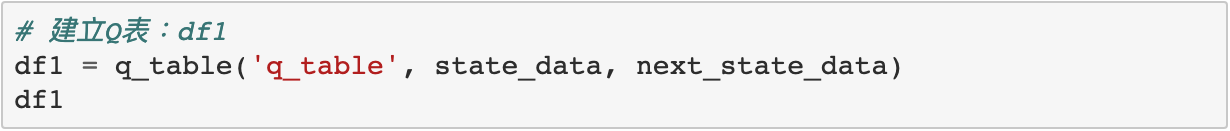 # 建立Q表：df1
df1 = q_table('q_table', state_data, next_state_data)
df1